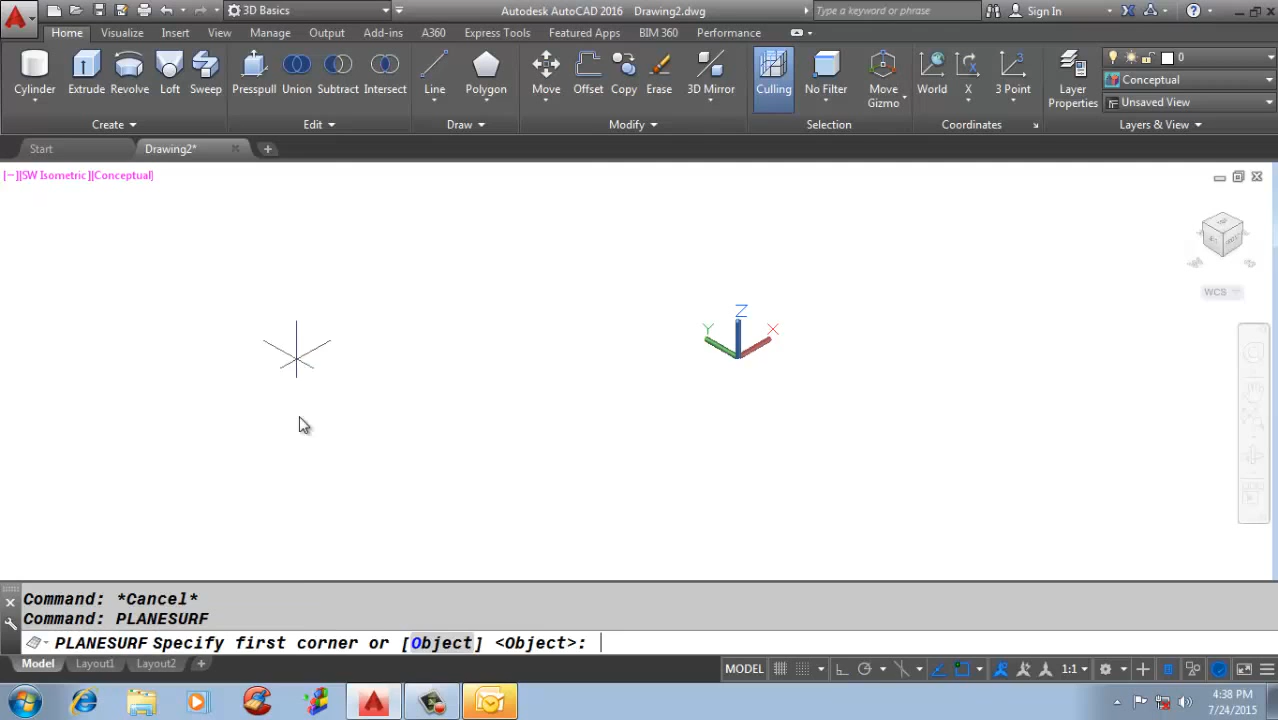 3D Basics
Autodesk AutoCAD 2016 Drawing2.dwg
Type a keyword or phrase
Sign In
Home Visualize Insert View Manage Output Add-ins A360 Express Tools Featured Apps BIM 360 Performance
Cylinder Extrude Revolve Loft Sweep Presspull Union Subtract Intersect Line Polygon Move Offset Copy Erase 3D Mirror Culling No Filter Move Gizmo World X 3 Point Layer Properties
0
Conceptual
Unsaved View
Create Edit Draw Modify Selection Coordinates Layers & View
Start Drawing2*
[−][SW Isometric][Conceptual]
TOP
WCS
Z
Y X
Command: *Cancel*
Command: PLANESURF
PLANESURF Specify first corner or [Object] <Object>:
Model Layout1 Layout2
MODEL 1:1
4:38 PM
7/24/2015